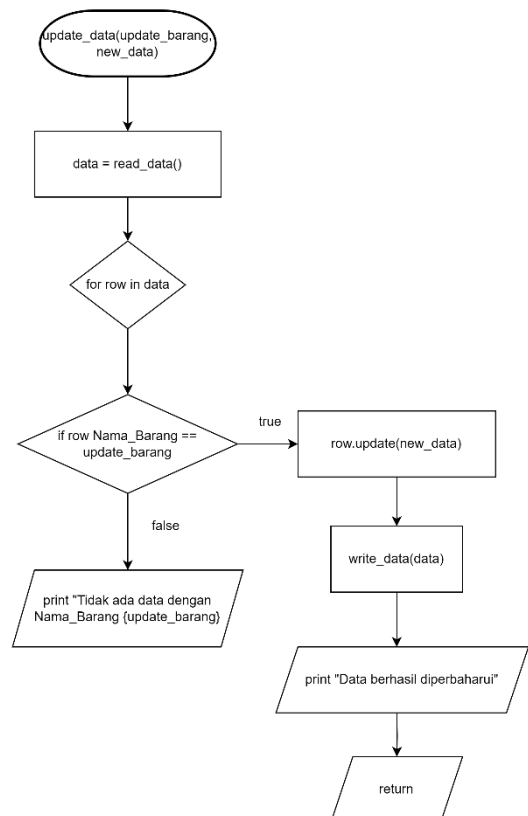 update_data(update_barang,
new_data)
data = read_data()
for row in data
if row Nama_Barang ==
update_barang
true
row.update(new_data)
false
write_data(data)
print "Tidak ada data dengan
Nama_Barang {update_barang}
print "Data berhasil diperbaharui"
return